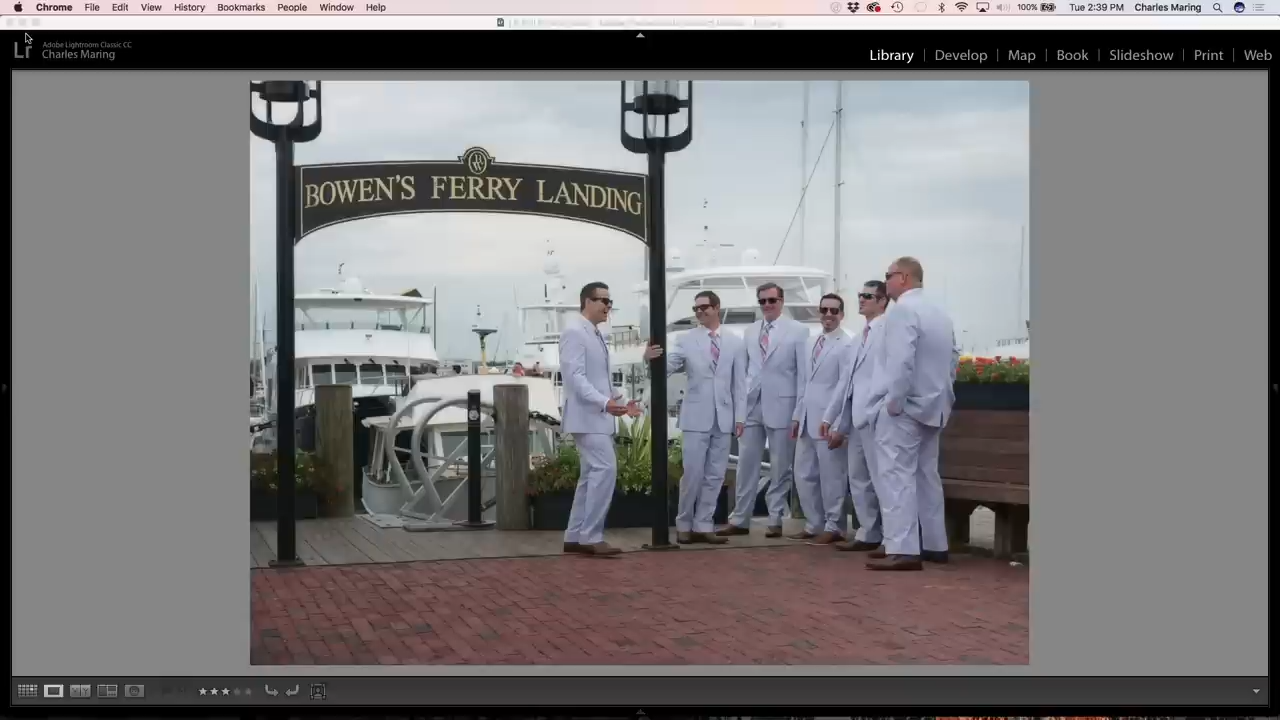 Chrome File Edit View History Bookmarks People Window Help 100% Tue 2:39 PM Charles Maring
Lr Adobe Lightroom Classic CC
Charles Maring
Library Develop Map Book Slideshow Print Web
BOWEN'S FERRY LANDING